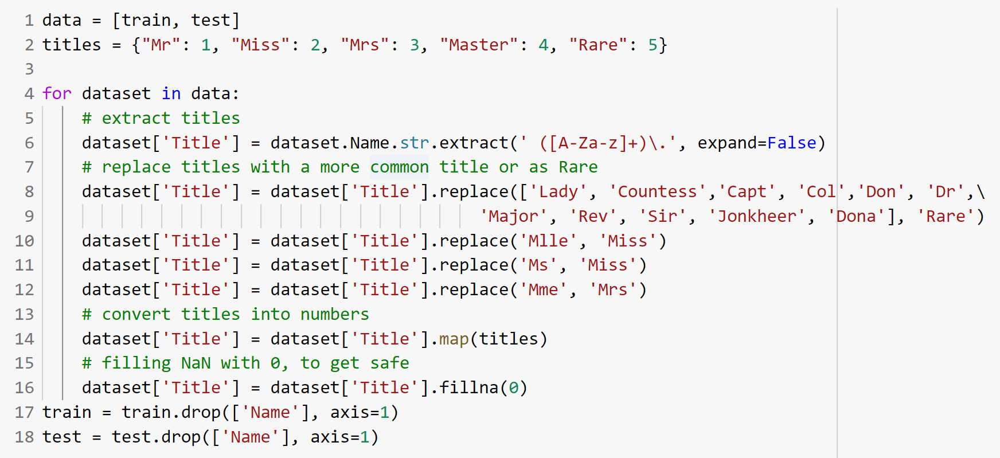 1 data = [train, test]
2 titles = {"Mr": 1, "Miss": 2, "Mrs": 3, "Master": 4, "Rare": 5}
3
4 for dataset in data:
5     # extract titles
6     dataset['Title'] = dataset.Name.str.extract(' ([A-Za-z]+)\.', expand=False)
7     # replace titles with a more common title or as Rare
8     dataset['Title'] = dataset['Title'].replace(['Lady', 'Countess','Capt', 'Col','Don', 'Dr',\
9                                             'Major', 'Rev', 'Sir', 'Jonkheer', 'Dona'], 'Rare')
10     dataset['Title'] = dataset['Title'].replace('Mlle', 'Miss')
11     dataset['Title'] = dataset['Title'].replace('Ms', 'Miss')
12     dataset['Title'] = dataset['Title'].replace('Mme', 'Mrs')
13     # convert titles into numbers
14     dataset['Title'] = dataset['Title'].map(titles)
15     # filling NaN with 0, to get safe
16     dataset['Title'] = dataset['Title'].fillna(0)
17 train = train.drop(['Name'], axis=1)
18 test = test.drop(['Name'], axis=1)